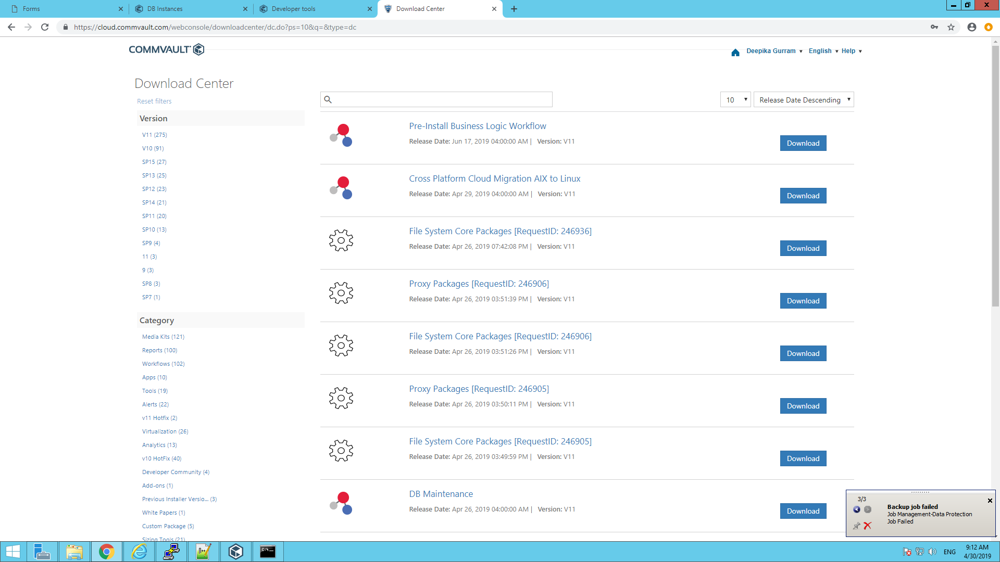 Forms
DB Instances
Developer tools
Download Center
https://cloud.commvault.com/webconsole/downloadcenter/dc.do?ps=10&q=&type=dc
COMMVAULT
Deepika Gurram
English
Help
Download Center
Reset filters
10
Release Date Descending
Version
V11 (275)
V10 (91)
SP15 (27)
SP13 (25)
SP12 (23)
SP14 (21)
SP11 (20)
SP10 (13)
SP9 (4)
11 (3)
9 (3)
SP8 (3)
SP7 (1)
Category
Media Kits (121)
Reports (100)
Workflows (102)
Apps (10)
Tools (19)
Alerts (22)
v11 Hotfix (2)
Virtualization (26)
Analytics (13)
v10 HotFix (40)
Developer Community (4)
Add-ons (1)
Previous Installer Versio... (3)
White Papers (1)
Custom Package (5)
Sizing Tools (21)
Pre-Install Business Logic Workflow
Release Date: Jun 17, 2019 04:00:00 AM | Version: V11
Download
Cross Platform Cloud Migration AIX to Linux
Release Date: Apr 29, 2019 04:00:00 AM | Version: V11
Download
File System Core Packages [RequestID: 246936]
Release Date: Apr 26, 2019 07:42:08 PM | Version: V11
Download
Proxy Packages [RequestID: 246906]
Release Date: Apr 26, 2019 03:51:39 PM | Version: V11
Download
File System Core Packages [RequestID: 246906]
Release Date: Apr 26, 2019 03:51:26 PM | Version: V11
Download
Proxy Packages [RequestID: 246905]
Release Date: Apr 26, 2019 03:50:11 PM | Version: V11
Download
File System Core Packages [RequestID: 246905]
Release Date: Apr 26, 2019 03:49:59 PM | Version: V11
Download
DB Maintenance
Release Date: Apr 26, 2019 04:00:00 AM | Version: V11
Download
3/3
Backup job failed
Job Management-Data Protection
Job Failed
ENG
9:12 AM
4/30/2019